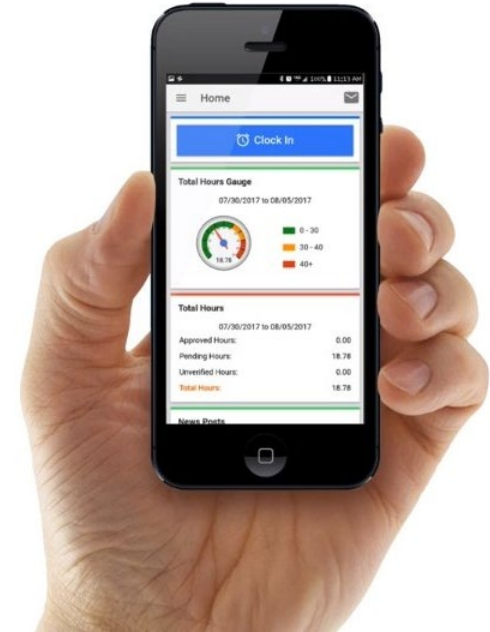 100% 11:15 AM
Home
Clock In
Total Hours Gauge
07/30/2017 to 08/05/2017
0 - 30
30 - 40
40+
18.78
Total Hours
07/30/2017 to 08/05/2017
Approved Hours: 0.00
Pending Hours: 18.78
Unverified Hours: 0.00
Total Hours: 18.78
News Posts